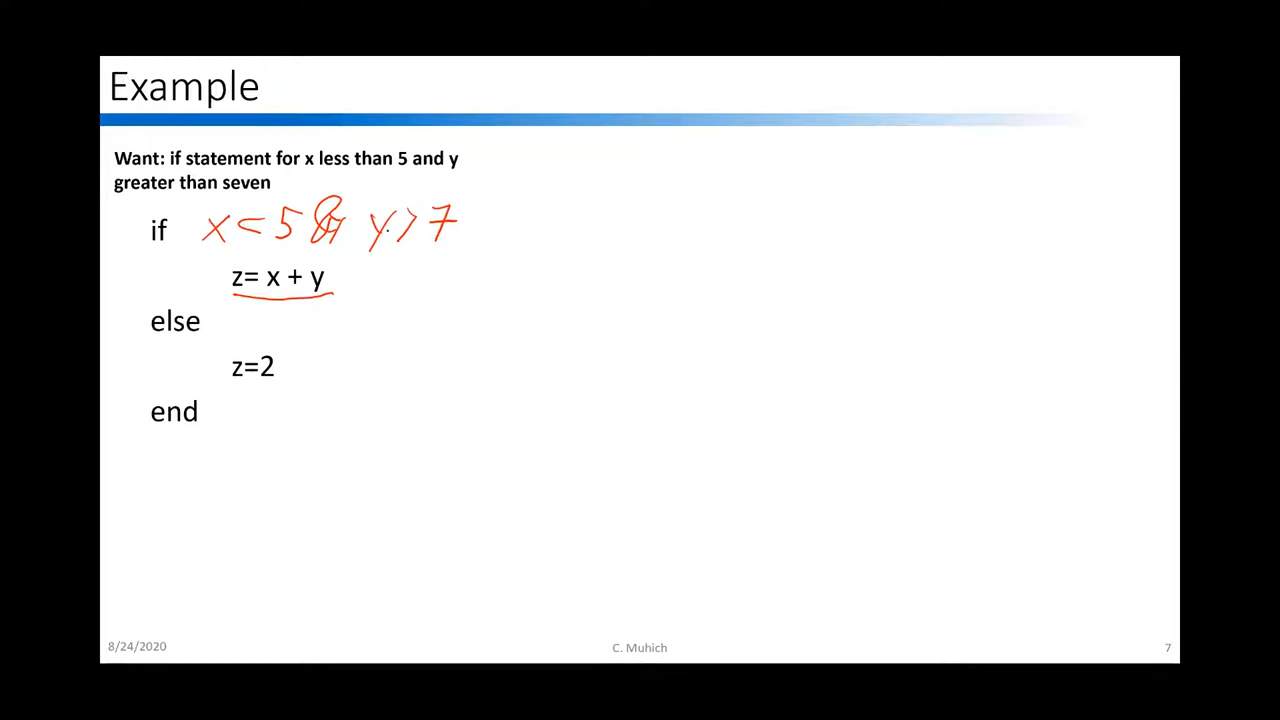 Example
Want: if statement for x less than 5 and y
greater than seven
if x < 5 & y > 7
z= x + y
else
z=2
end
8/24/2020 C. Muhich 7